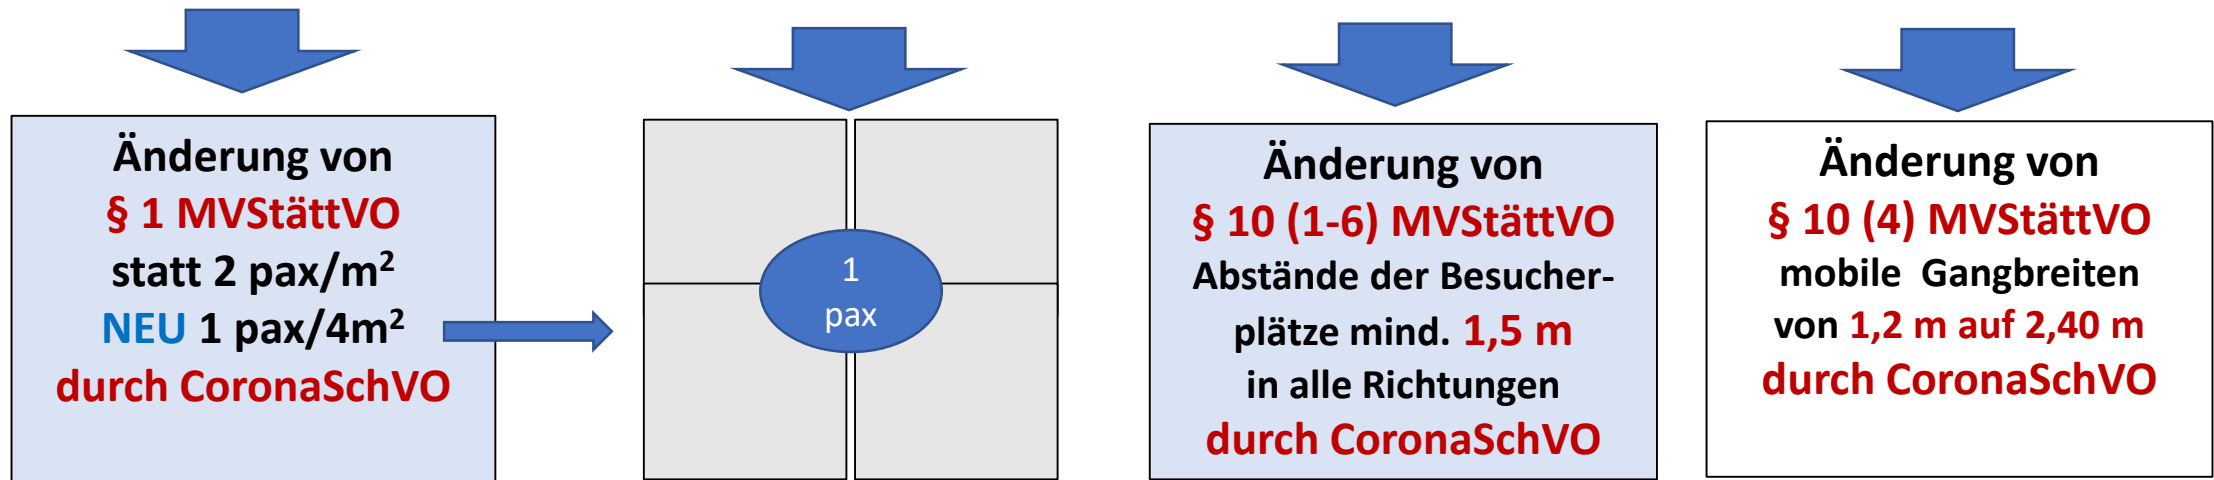 Änderung von
§ 1 MVStättVO
statt 2 pax/m²
NEU 1 pax/4m²
durch CoronaSchVO
1
pax
Änderung von
§ 10 (1-6) MVStättVO
Abstände der Besucher-
plätze mind. 1,5 m
in alle Richtungen
durch CoronaSchVO
Änderung von
§ 10 (4) MVStättVO
mobile Gangbreiten
von 1,2 m auf 2,40 m
durch CoronaSchVO